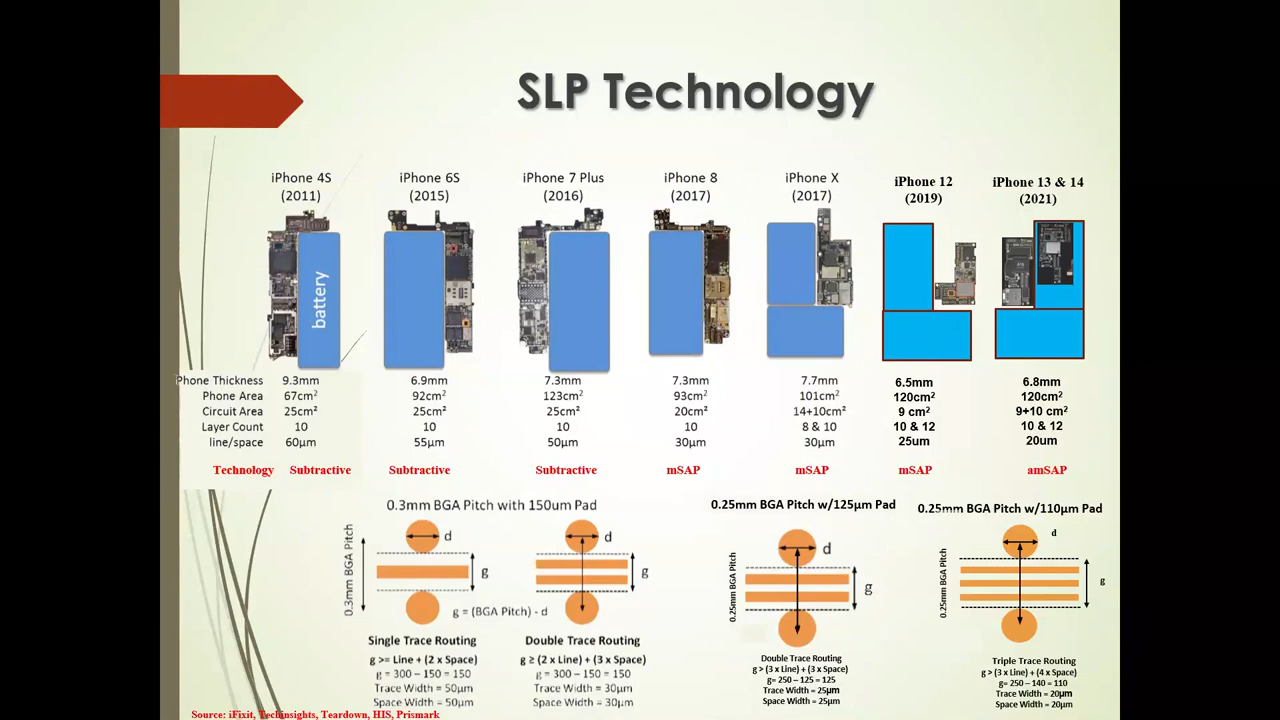 SLP Technology
iPhone 4S
(2011)
iPhone 6S
(2015)
iPhone 7 Plus
(2016)
iPhone 8
(2017)
iPhone X
(2017)
iPhone 12
(2019)
iPhone 13 & 14
(2021)
battery
Phone Thickness 9.3mm 6.9mm 7.3mm 7.3mm 7.7mm 6.5mm 6.8mm
Phone Area 67cm² 92cm² 123cm² 93cm² 101cm² 120cm² 120cm²
Circuit Area 25cm² 25cm² 25cm² 20cm² 14+10cm² 9 cm² 9+10 cm²
Layer Count 10 10 10 10 8 & 10 10 & 12 10 & 12
line/space 60µm 55µm 50µm 30µm 30µm 25um 20um
Technology Subtractive Subtractive Subtractive mSAP mSAP mSAP amSAP
0.3mm BGA Pitch with 150um Pad
0.3mm BGA Pitch
d
g
d
g
g = (BGA Pitch) - d
Single Trace Routing
g >= Line + (2 x Space)
g = 300 – 150 = 150
Trace Width = 50µm
Space Width = 50µm
Double Trace Routing
g ≥ (2 x Line) + (3 x Space)
g = 300 – 150 = 150
Trace Width = 30µm
Space Width = 30µm
0.25mm BGA Pitch w/125µm Pad
0.25mm BGA Pitch
d
g
Double Trace Routing
g > (3 x Line) + (3 x Space)
g= 250 – 125 = 125
Trace Width = 25µm
Space Width = 25µm
0.25mm BGA Pitch w/110µm Pad
0.25mm BGA Pitch
d
g
Triple Trace Routing
g > (3 x Line) + (4 x Space)
g= 250 – 140 = 110
Trace Width = 20µm
Space Width = 20µm
Source: iFixit, Techinsights, Teardown, HIS, Prismark